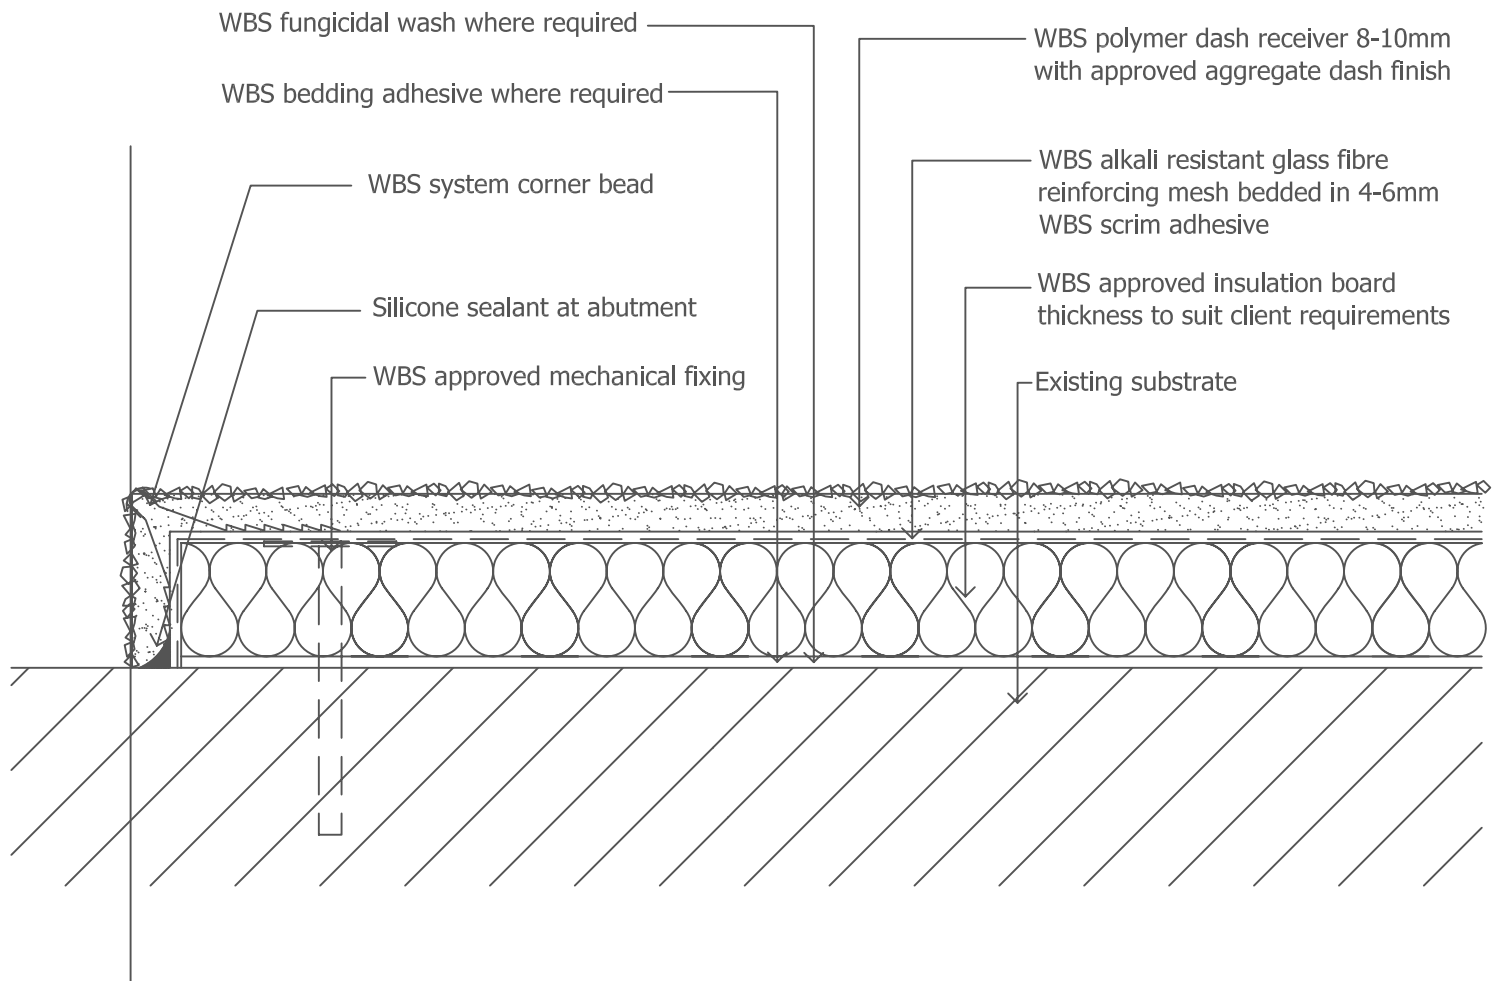 WBS fungicidal wash where required
WBS bedding adhesive where required
WBS system corner bead
Silicone sealant at abutment
WBS approved mechanical fixing
WBS polymer dash receiver 8-10mm
with approved aggregate dash finish
WBS alkali resistant glass fibre
reinforcing mesh bedded in 4-6mm
WBS scrim adhesive
WBS approved insulation board
thickness to suit client requirements
Existing substrate